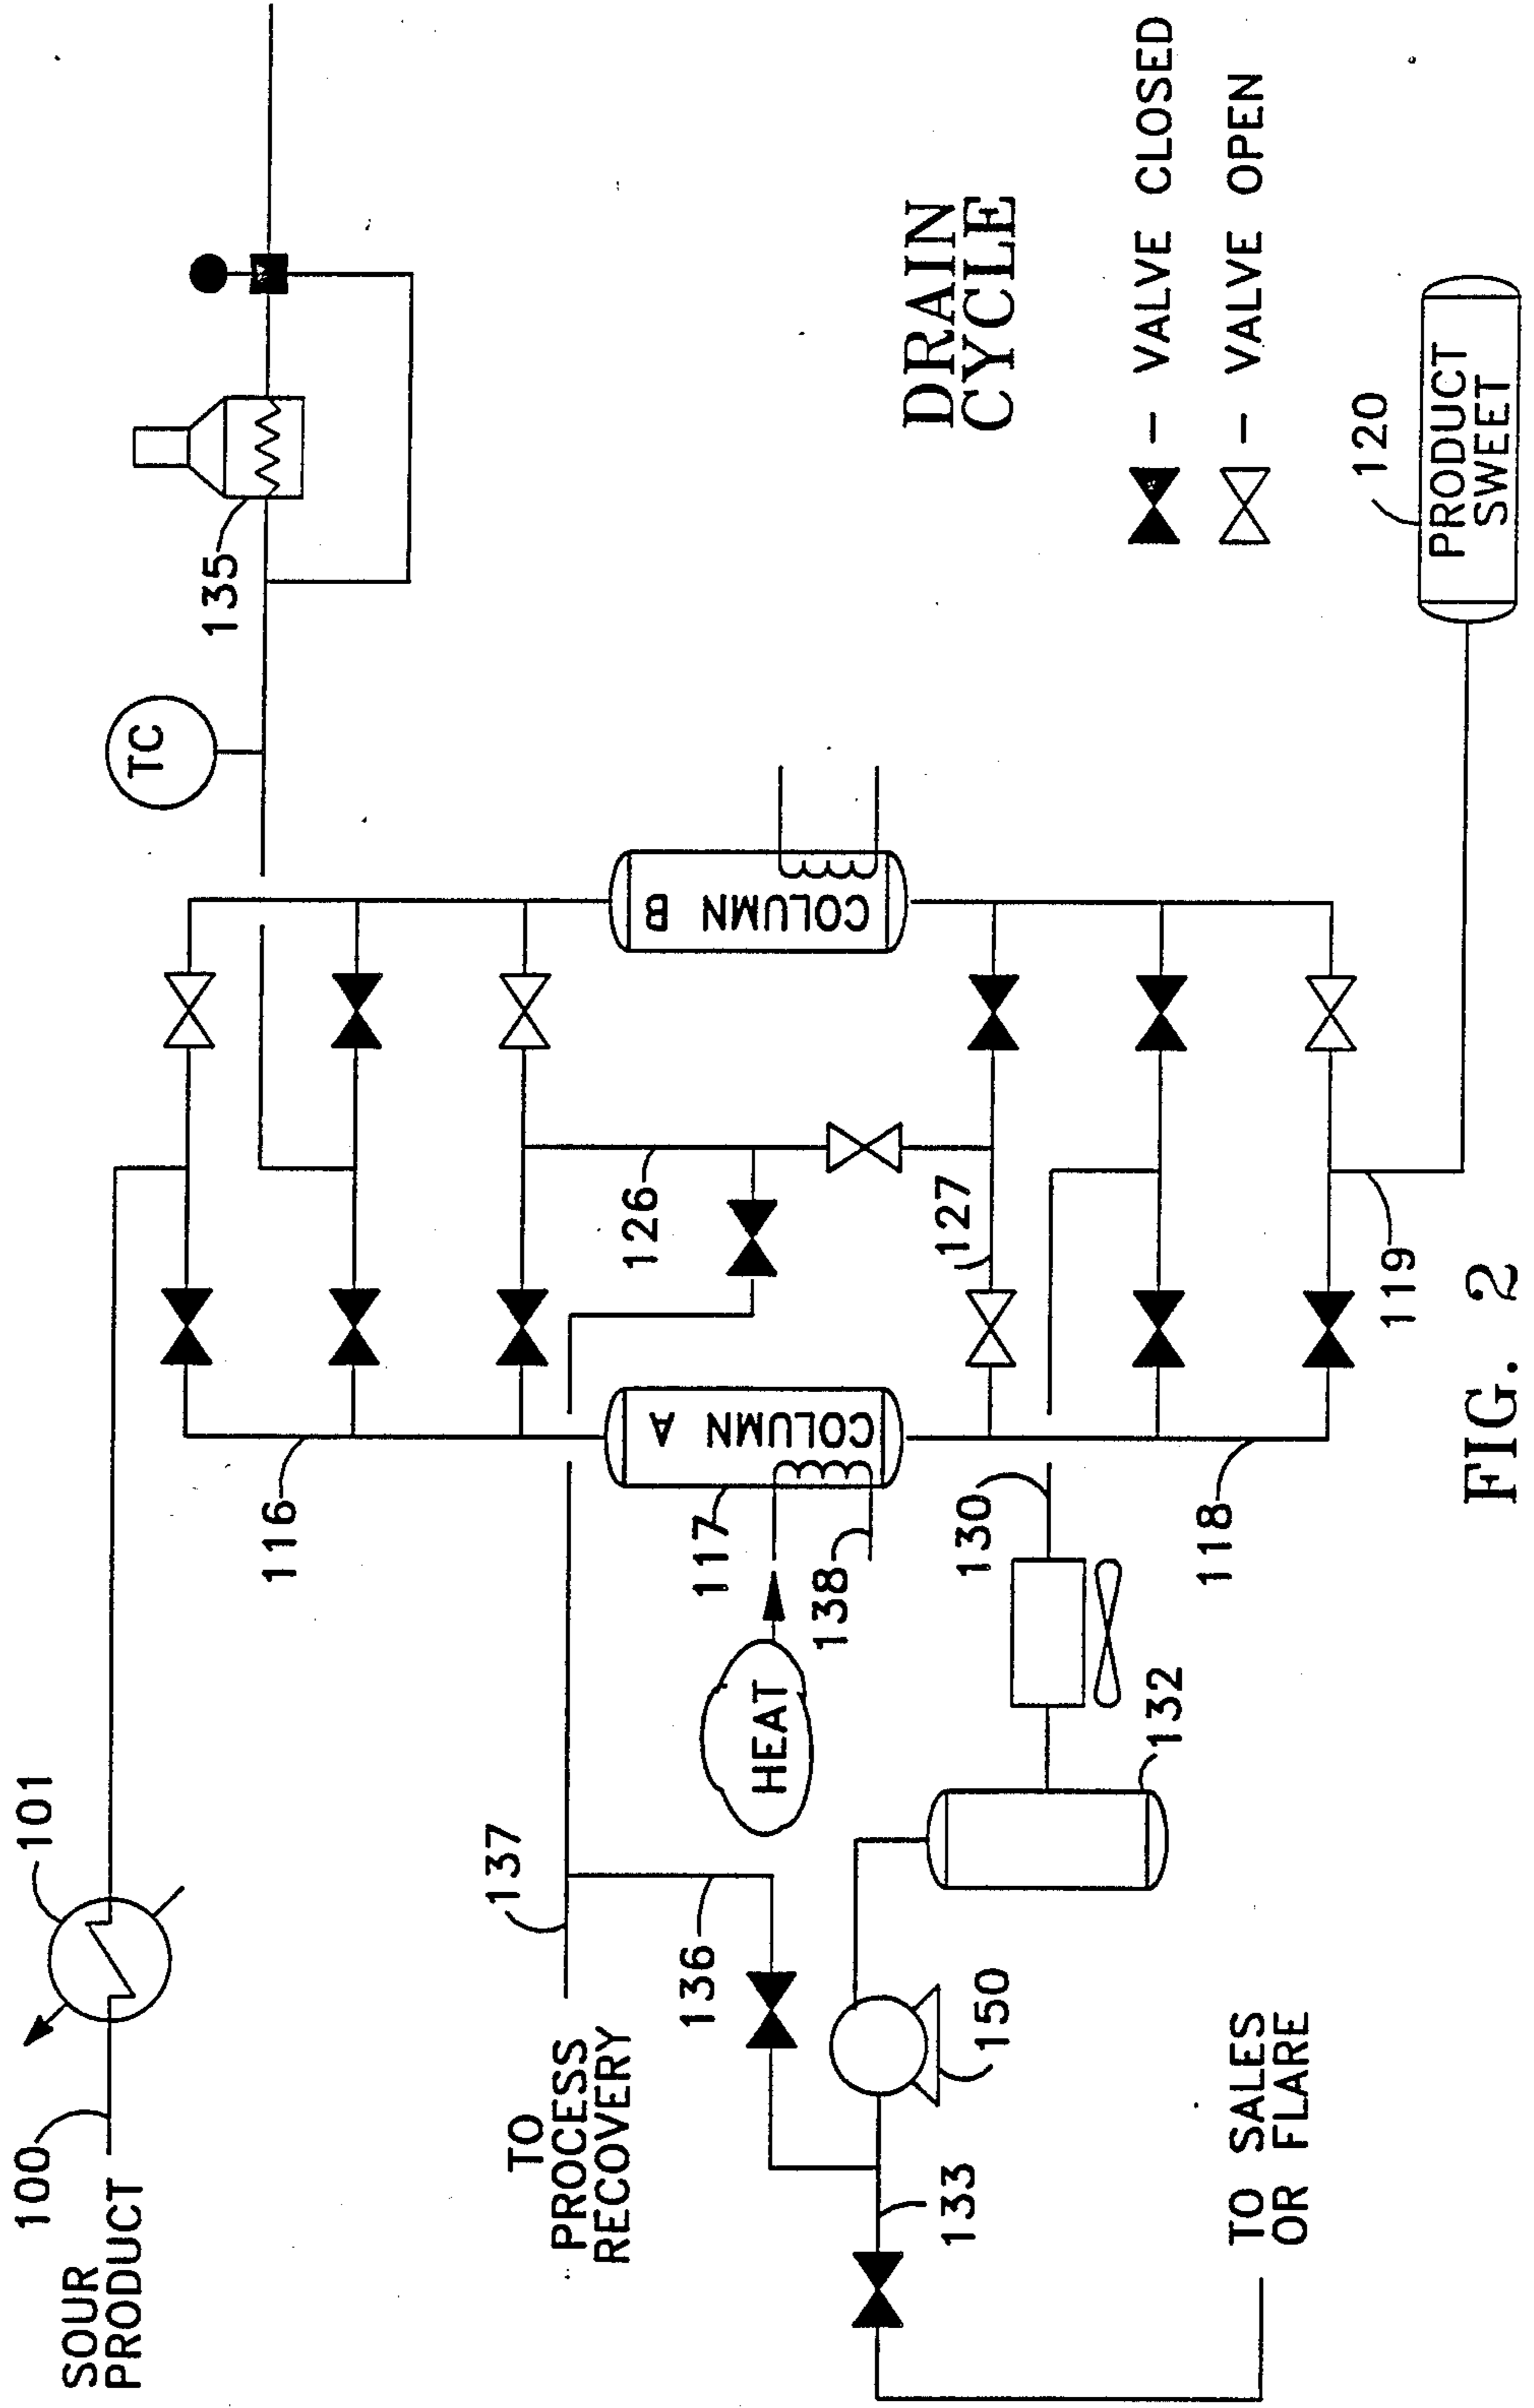 SOUR
PRODUCT
100
101
116
TC
135
TO
PROCESS
RECOVERY
137
136
126
HEAT
117
138
COLUMN A
COLUMN B
127
130
132
150
133
118
119
TO SALES
OR FLARE
DRAIN
CYCLE
- VALVE CLOSED
- VALVE OPEN
120
PRODUCT
SWEET
FIG. 2